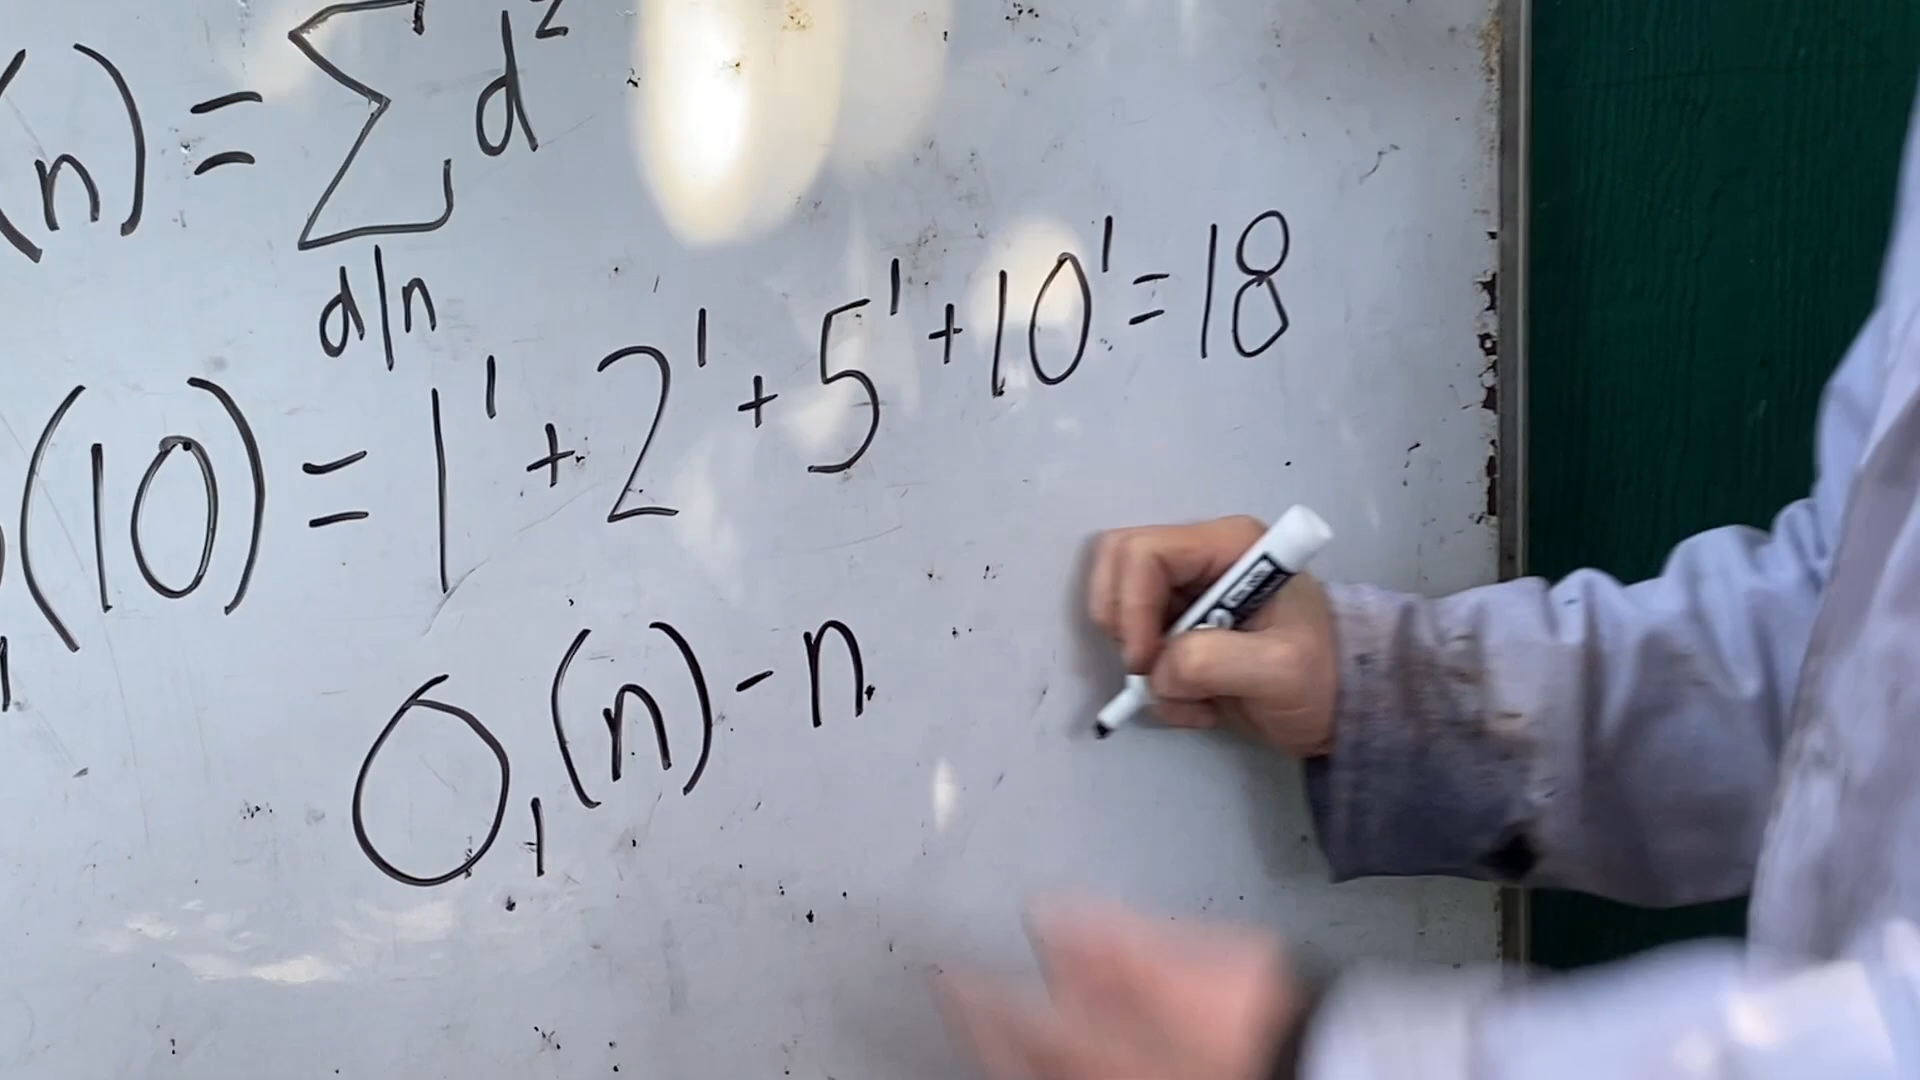 (n) = ∑ d²
d|n
(10) = 1¹ + 2¹ + 5¹ + 10¹ = 18
σ₁(n) - n